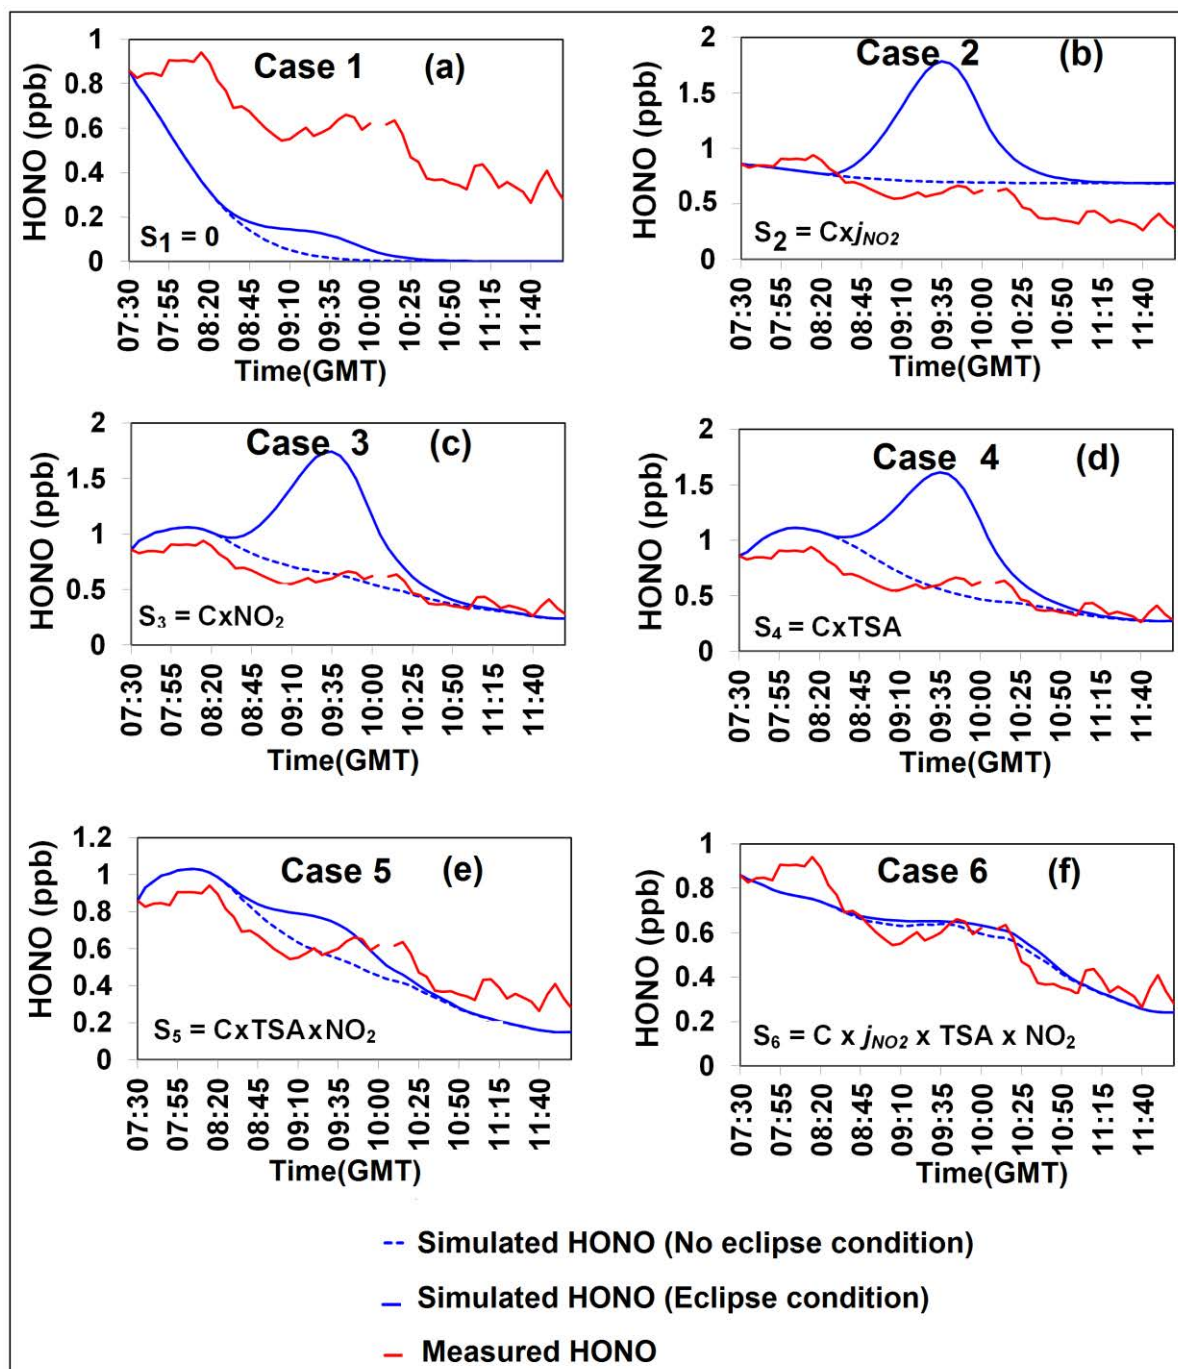 Case 1 (a)
HONO (ppb)
1
0.8
0.6
0.4
0.2
0
S1 = 0
07:30 07:55 08:20 08:45 09:10 09:35 10:00 10:25 10:50 11:15 11:40
Time(GMT)
Case 2 (b)
HONO (ppb)
2
1.5
1
0.5
0
S2 = CxjNO2
07:30 07:55 08:20 08:45 09:10 09:35 10:00 10:25 10:50 11:15 11:40
Time(GMT)
Case 3 (c)
HONO (ppb)
2
1.5
1
0.5
0
S3 = CxNO2
07:30 07:55 08:20 08:45 09:10 09:35 10:00 10:25 10:50 11:15 11:40
Time(GMT)
Case 4 (d)
HONO (ppb)
2
1.5
1
0.5
0
S4 = CxTSA
07:30 07:55 08:20 08:45 09:10 09:35 10:00 10:25 10:50 11:15 11:40
Time(GMT)
Case 5 (e)
HONO (ppb)
1.2
1
0.8
0.6
0.4
0.2
0
S5 = CxTSAxNO2
07:30 07:55 08:20 08:45 09:10 09:35 10:00 10:25 10:50 11:15 11:40
Time(GMT)
Case 6 (f)
HONO (ppb)
1
0.8
0.6
0.4
0.2
0
S6 = C x jNO2 x TSA x NO2
07:30 07:55 08:20 08:45 09:10 09:35 10:00 10:25 10:50 11:15 11:40
Time(GMT)
Simulated HONO (No eclipse condition)
Simulated HONO (Eclipse condition)
Measured HONO